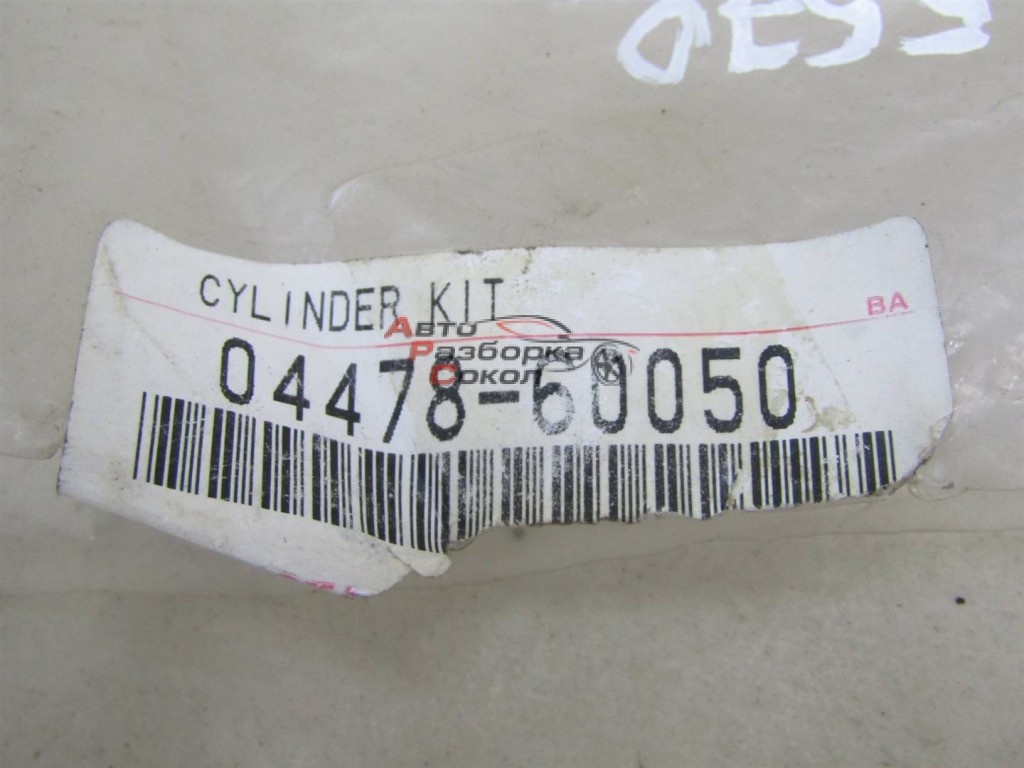 CYLINDER KIT
BA
Авто
Разборка
Сокол
04478-60050